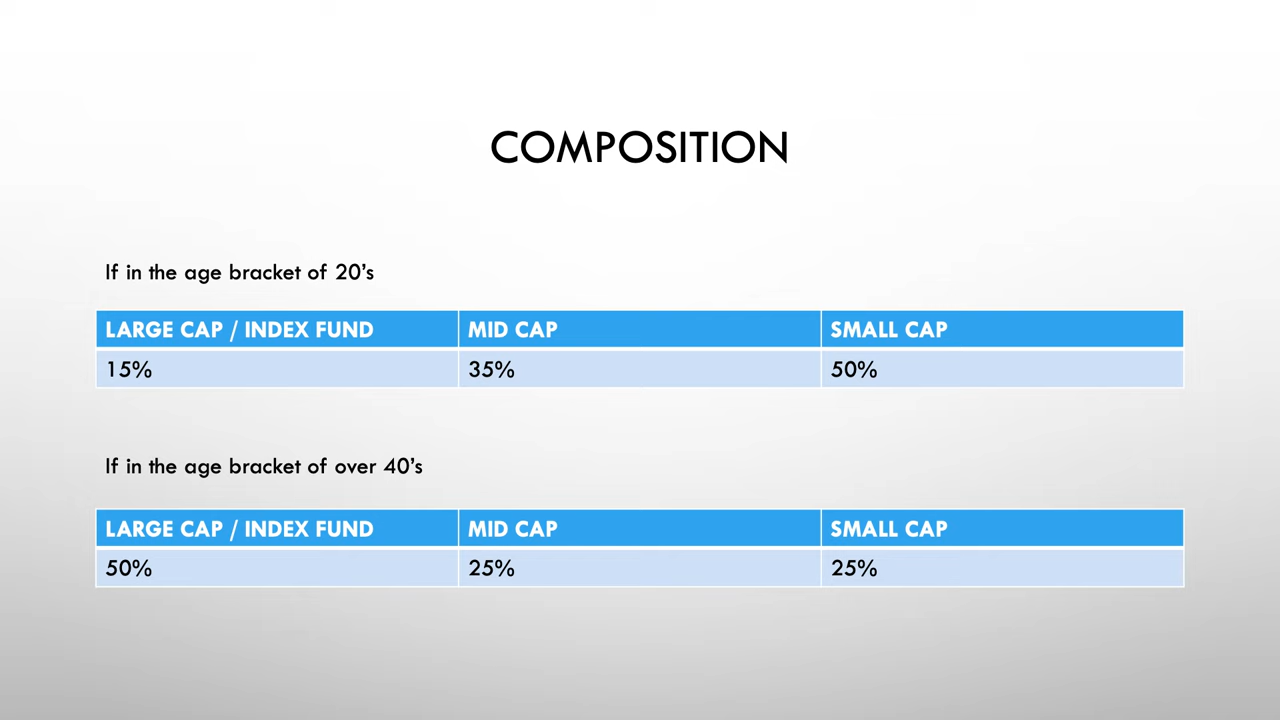 COMPOSITION
If in the age bracket of 20’s
LARGE CAP / INDEX FUND MID CAP SMALL CAP
15% 35% 50%
If in the age bracket of over 40’s
LARGE CAP / INDEX FUND MID CAP SMALL CAP
50% 25% 25%